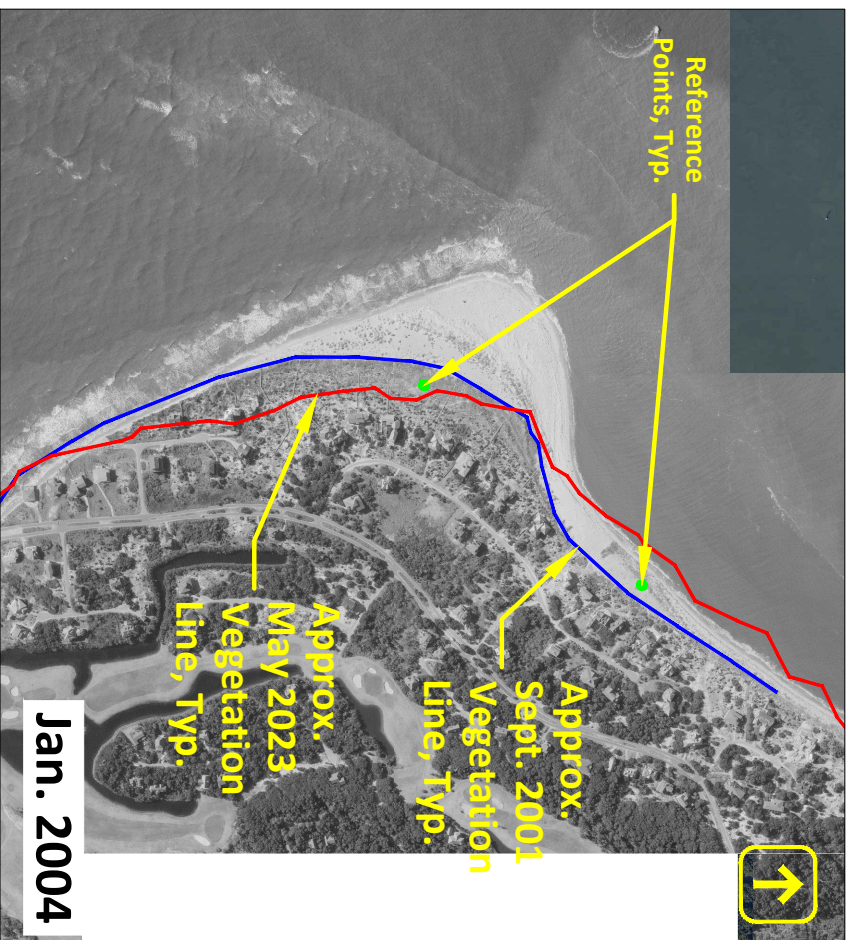 Reference
Points, Typ.
Approx.
Sept. 2001
Vegetation
Line, Typ.
Approx.
May 2023
Vegetation
Line, Typ.
Jan. 2004